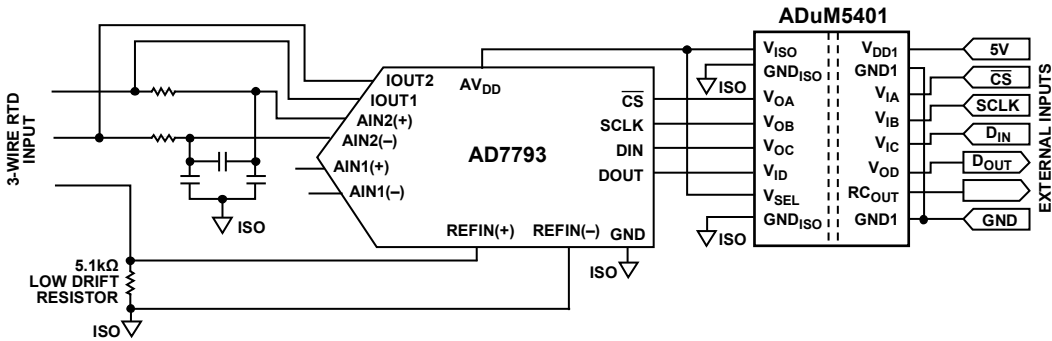 ADuM5401
3-WIRE RTD
INPUT
IOUT2
IOUT1
AIN2(+)
AIN2(–)
AIN1(+)
AIN1(–)
AVDD
AD7793
CS
SCLK
DIN
DOUT
REFIN(+)
REFIN(–)
GND
ISO
ISO
5.1kΩ
LOW DRIFT
RESISTOR
ISO
ISO
ISO
VISO
GNDISO
VOA
VOB
VOC
VID
VSEL
GNDISO
VDD1
GND1
VIA
VIB
VIC
VOD
RCOUT
GND1
5V
CS
SCLK
DIN
DOUT
GND
EXTERNAL INPUTS